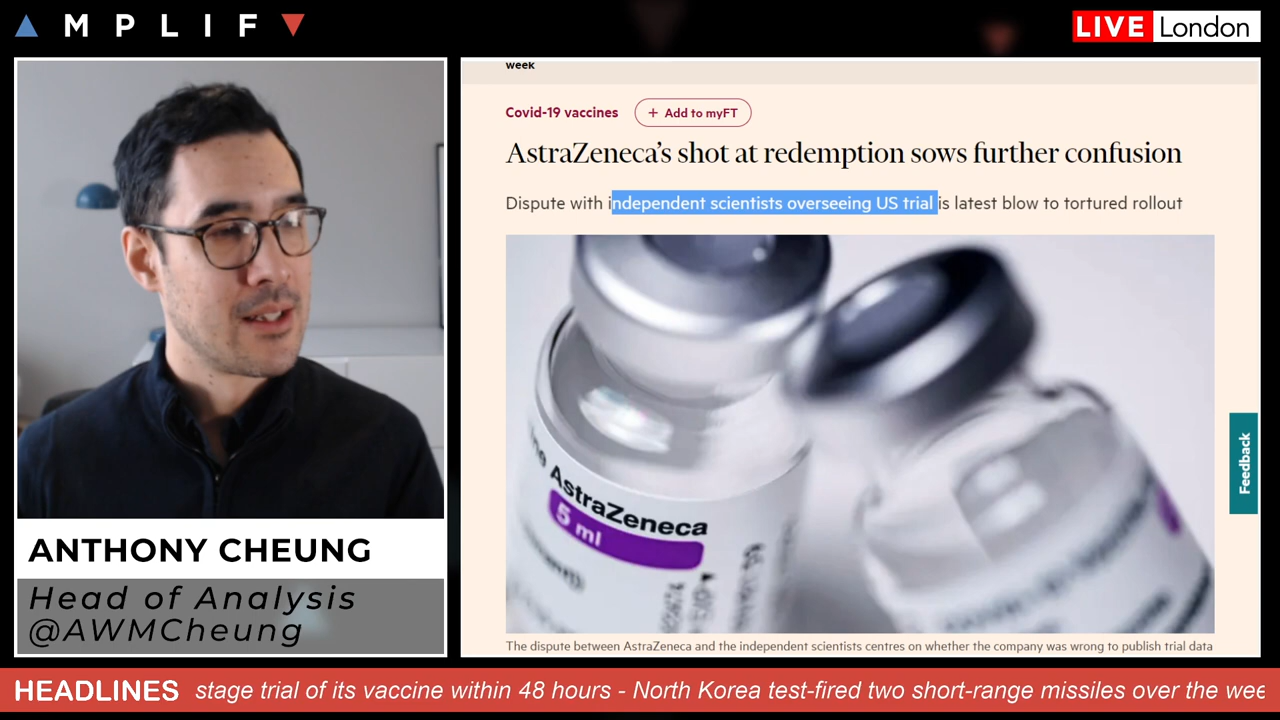 AMPLIFY
LIVE London
week
Covid-19 vaccines + Add to myFT
AstraZeneca's shot at redemption sows further confusion
Dispute with independent scientists overseeing US trial is latest blow to tortured rollout
AstraZeneca
5 ml
Feedback
The dispute between AstraZeneca and the independent scientists centres on whether the company was wrong to publish trial data
ANTHONY CHEUNG
Head of Analysis
@AWMCheung
HEADLINES stage trial of its vaccine within 48 hours - North Korea test-fired two short-range missiles over the wee